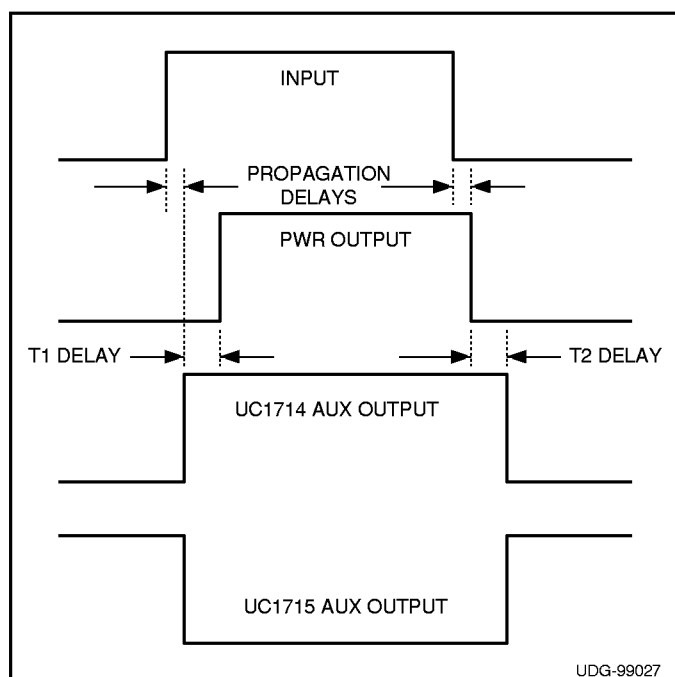 INPUT
PROPAGATION
DELAYS
PWR OUTPUT
T1 DELAY
T2 DELAY
UC1714 AUX OUTPUT
UC1715 AUX OUTPUT
UDG-99027